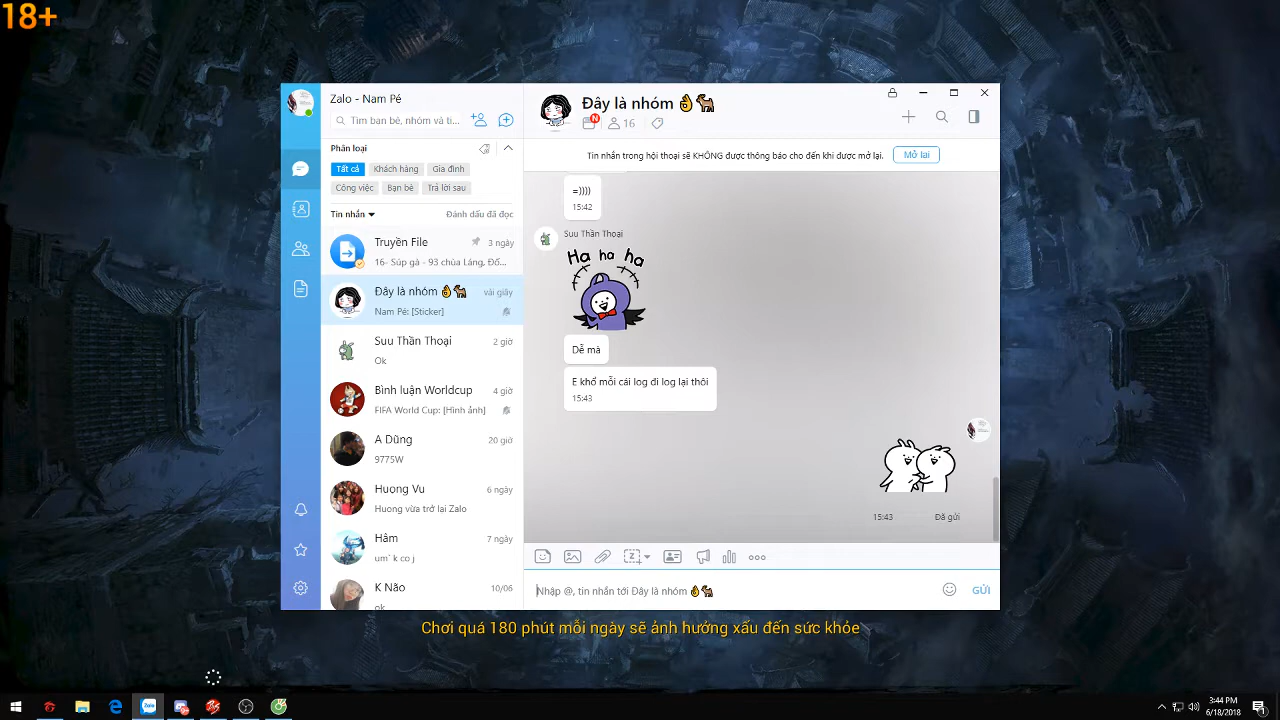 18+
Zalo - Nam Pé
Tìm bạn bè, nhóm và ti...
Phân loại
Tất cả
Khách hàng
Gia đình
Công việc
Bạn bè
Trả lời sau
Tin nhắn
Đánh dấu đã đọc
Truyền File
3 ngày
16- Súp gà - 93 chùa Láng, Đố...
Đây là nhóm 👌🐕
vài giây
Nam Pé: [Sticker]
Suu Thần Thoại
2 giờ
Ok
Bình luận Worldcup
4 giờ
FIFA World Cup: [Hình ảnh]
A Dũng
20 giờ
9775W
Huong Vu
6 ngày
Huong vừa trở lại Zalo
Hâm
7 ngày
um` k co j
K Não
10/06
ok
Đây là nhóm 👌🐕
N
16
Tin nhắn trong hội thoại sẽ KHÔNG được thông báo cho đến khi được mở lại.
Mở lại
=))))
15:42
Suu Thần Thoại
Ha ha ha
Dễ mà
E khổ mỗi cái log đi log lại thôi
15:43
15:43
Đã gửi
Nhập @, tin nhắn tới Đây là nhóm 👌🐕
GỬI
Chơi quá 180 phút mỗi ngày sẽ ảnh hưởng xấu đến sức khỏe
Zalo
3:44 PM
6/18/2018